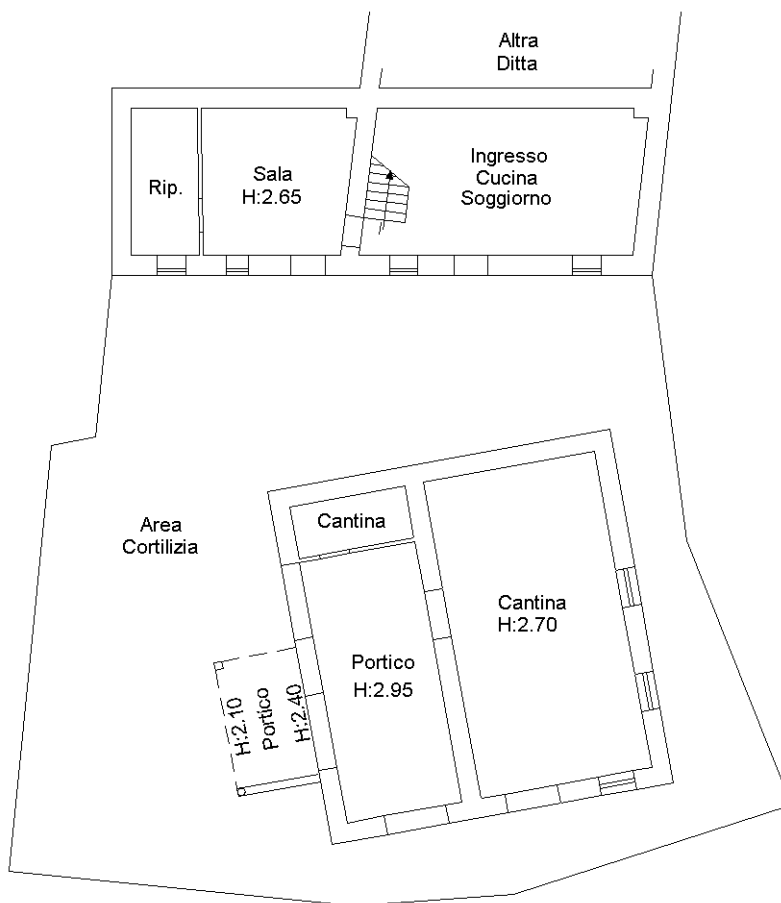 Altra
Ditta
Rip.
Sala
H:2.65
Ingresso
Cucina
Soggiorno
Area
Cortilizia
Cantina
Cantina
H:2.70
Portico
H:2.95
H:2.10
Portico
H:2.40